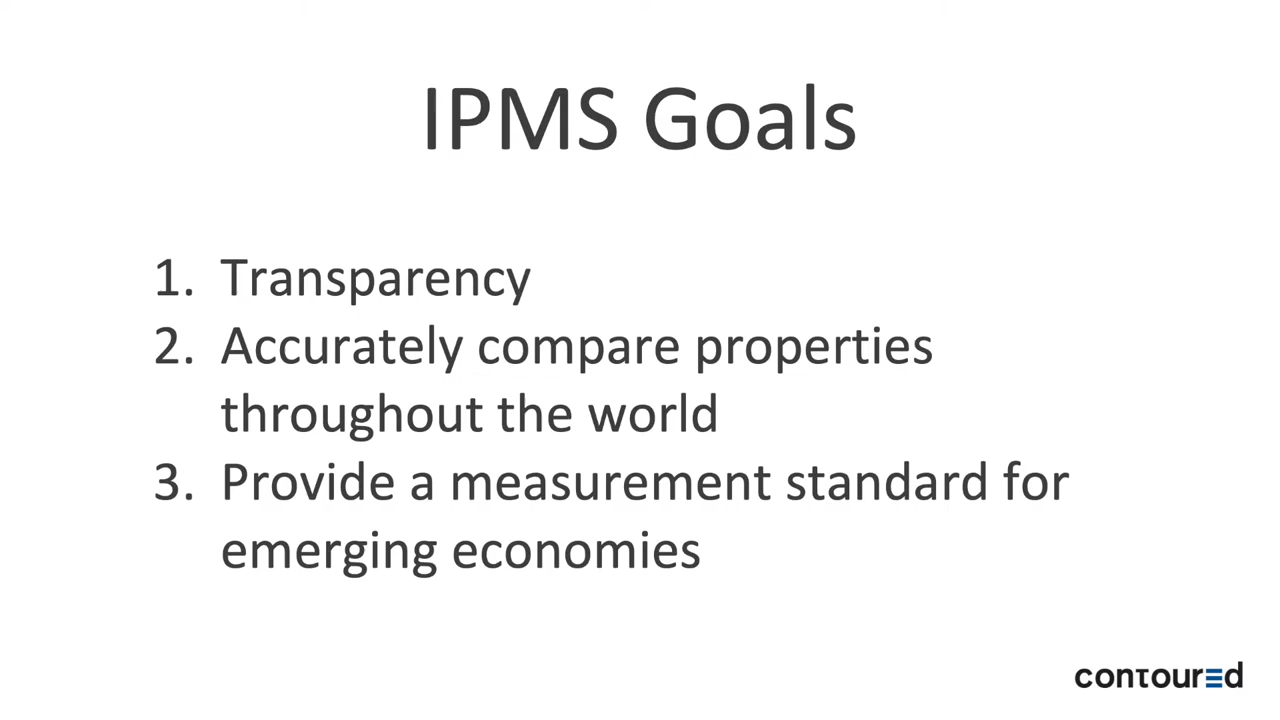 IPMS Goals
1. Transparency
2. Accurately compare properties
throughout the world
3. Provide a measurement standard for
emerging economies
contoured